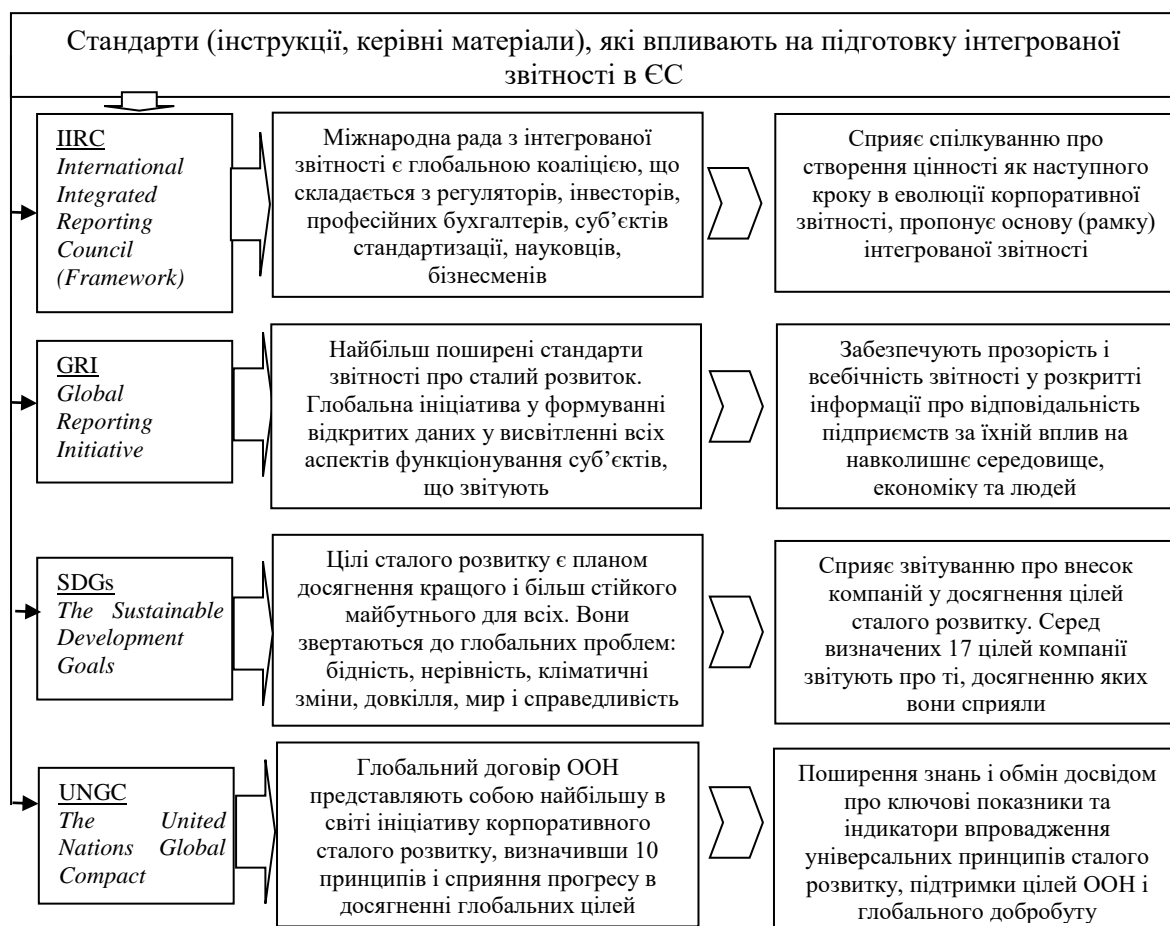 Стандарти (інструкції, керівні матеріали), які впливають на підготовку інтегрованої
звітності в ЄС
IIRC
International
Integrated
Reporting
Council
(Framework)
Міжнародна рада з інтегрованої
звітності є глобальною коаліцією, що
складається з регуляторів, інвесторів,
професійних бухгалтерів, суб’єктів
стандартизації, науковців,
бізнесменів
Сприяє спілкуванню про
створення цінності як наступного
кроку в еволюції корпоративної
звітності, пропонує основу (рамку)
інтегрованої звітності
GRI
Global
Reporting
Initiative
Найбільш поширені стандарти
звітності про сталий розвиток.
Глобальна ініціатива у формуванні
відкритих даних у висвітленні всіх
аспектів функціонування суб’єктів,
що звітують
Забезпечують прозорість і
всебічність звітності у розкритті
інформації про відповідальність
підприємств за їхній вплив на
навколишнє середовище,
економіку та людей
SDGs
The Sustainable
Development
Goals
Цілі сталого розвитку є планом
досягнення кращого і більш стійкого
майбутнього для всіх. Вони
звертаються до глобальних проблем:
бідність, нерівність, кліматичні
зміни, довкілля, мир і справедливість
Сприяє звітуванню про внесок
компаній у досягнення цілей
сталого розвитку. Серед
визначених 17 цілей компанії
звітують про ті, досягненню яких
вони сприяли
UNGC
The United
Nations Global
Compact
Глобальний договір ООН
представляють собою найбільшу в
світі ініціативу корпоративного
сталого розвитку, визначивши 10
принципів і сприяння прогресу в
досягненні глобальних цілей
Поширення знань і обмін досвідом
про ключові показники та
індикатори впровадження
універсальних принципів сталого
розвитку, підтримки цілей ООН і
глобального добробуту